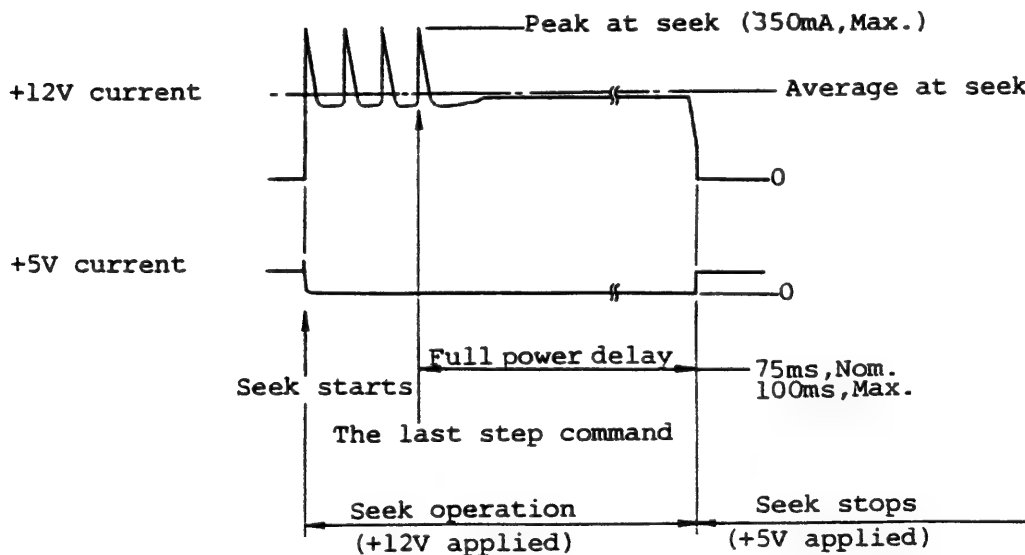 Peak at seek (350mA,Max.)
+12V current
Average at seek
0
+5V current
0
Full power delay
75ms,Nom.
100ms,Max.
Seek starts
The last step command
Seek operation
(+12V applied)
Seek stops
(+5V applied)